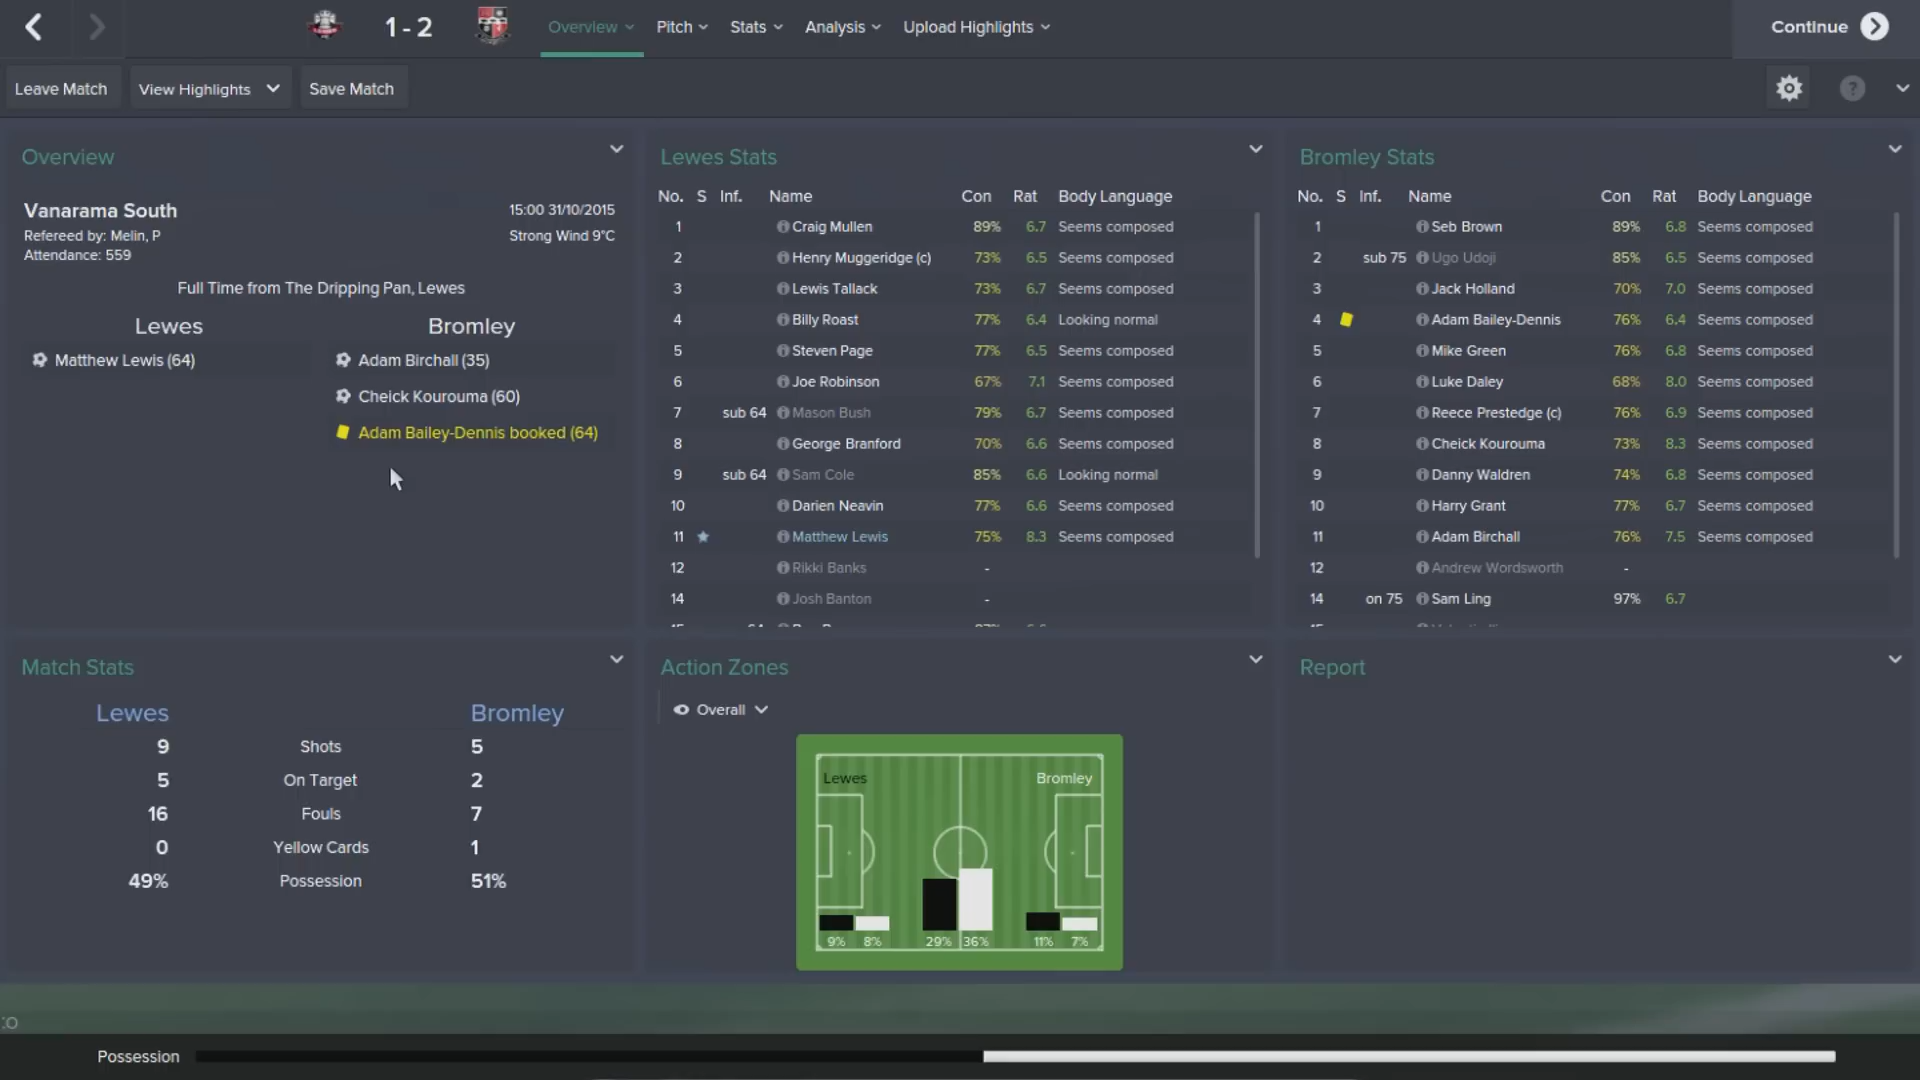 1 - 2
Overview
Pitch
Stats
Analysis
Upload Highlights
Continue
Leave Match
View Highlights
Save Match
?
Overview
Vanarama South
15:00 31/10/2015
Refereed by: Melin, P
Strong Wind 9°C
Attendance: 559
Full Time from The Dripping Pan, Lewes
Lewes Bromley
Matthew Lewis (64)
Adam Birchall (35)
Cheick Kourouma (60)
Adam Bailey-Dennis booked (64)
Lewes Stats
No. S Inf. Name Con Rat Body Language
1 Craig Mullen 89% 6.7 Seems composed
2 Henry Muggeridge (c) 73% 6.5 Seems composed
3 Lewis Tallack 73% 6.7 Seems composed
4 Billy Roast 77% 6.4 Looking normal
5 Steven Page 77% 6.5 Seems composed
6 Joe Robinson 67% 7.1 Seems composed
7 sub 64 Mason Bush 79% 6.7 Seems composed
8 George Branford 70% 6.6 Seems composed
9 sub 64 Sam Cole 85% 6.6 Looking normal
10 Darien Neavin 77% 6.6 Seems composed
11 Matthew Lewis 75% 8.3 Seems composed
12 Rikki Banks -
14 Josh Banton -
Bromley Stats
No. S Inf. Name Con Rat Body Language
1 Seb Brown 89% 6.8 Seems composed
2 sub 75 Ugo Udoji 85% 6.5 Seems composed
3 Jack Holland 70% 7.0 Seems composed
4 Adam Bailey-Dennis 76% 6.4 Seems composed
5 Mike Green 76% 6.8 Seems composed
6 Luke Daley 68% 8.0 Seems composed
7 Reece Prestedge (c) 76% 6.9 Seems composed
8 Cheick Kourouma 73% 8.3 Seems composed
9 Danny Waldren 74% 6.8 Seems composed
10 Harry Grant 77% 6.7 Seems composed
11 Adam Birchall 76% 7.5 Seems composed
12 Andrew Wordsworth -
14 on 75 Sam Ling 97% 6.7
Match Stats
Lewes Bromley
9 Shots 5
5 On Target 2
16 Fouls 7
0 Yellow Cards 1
49% Possession 51%
Action Zones
Overall
Lewes Bromley
9% 8% 29% 36% 11% 7%
Report
Possession